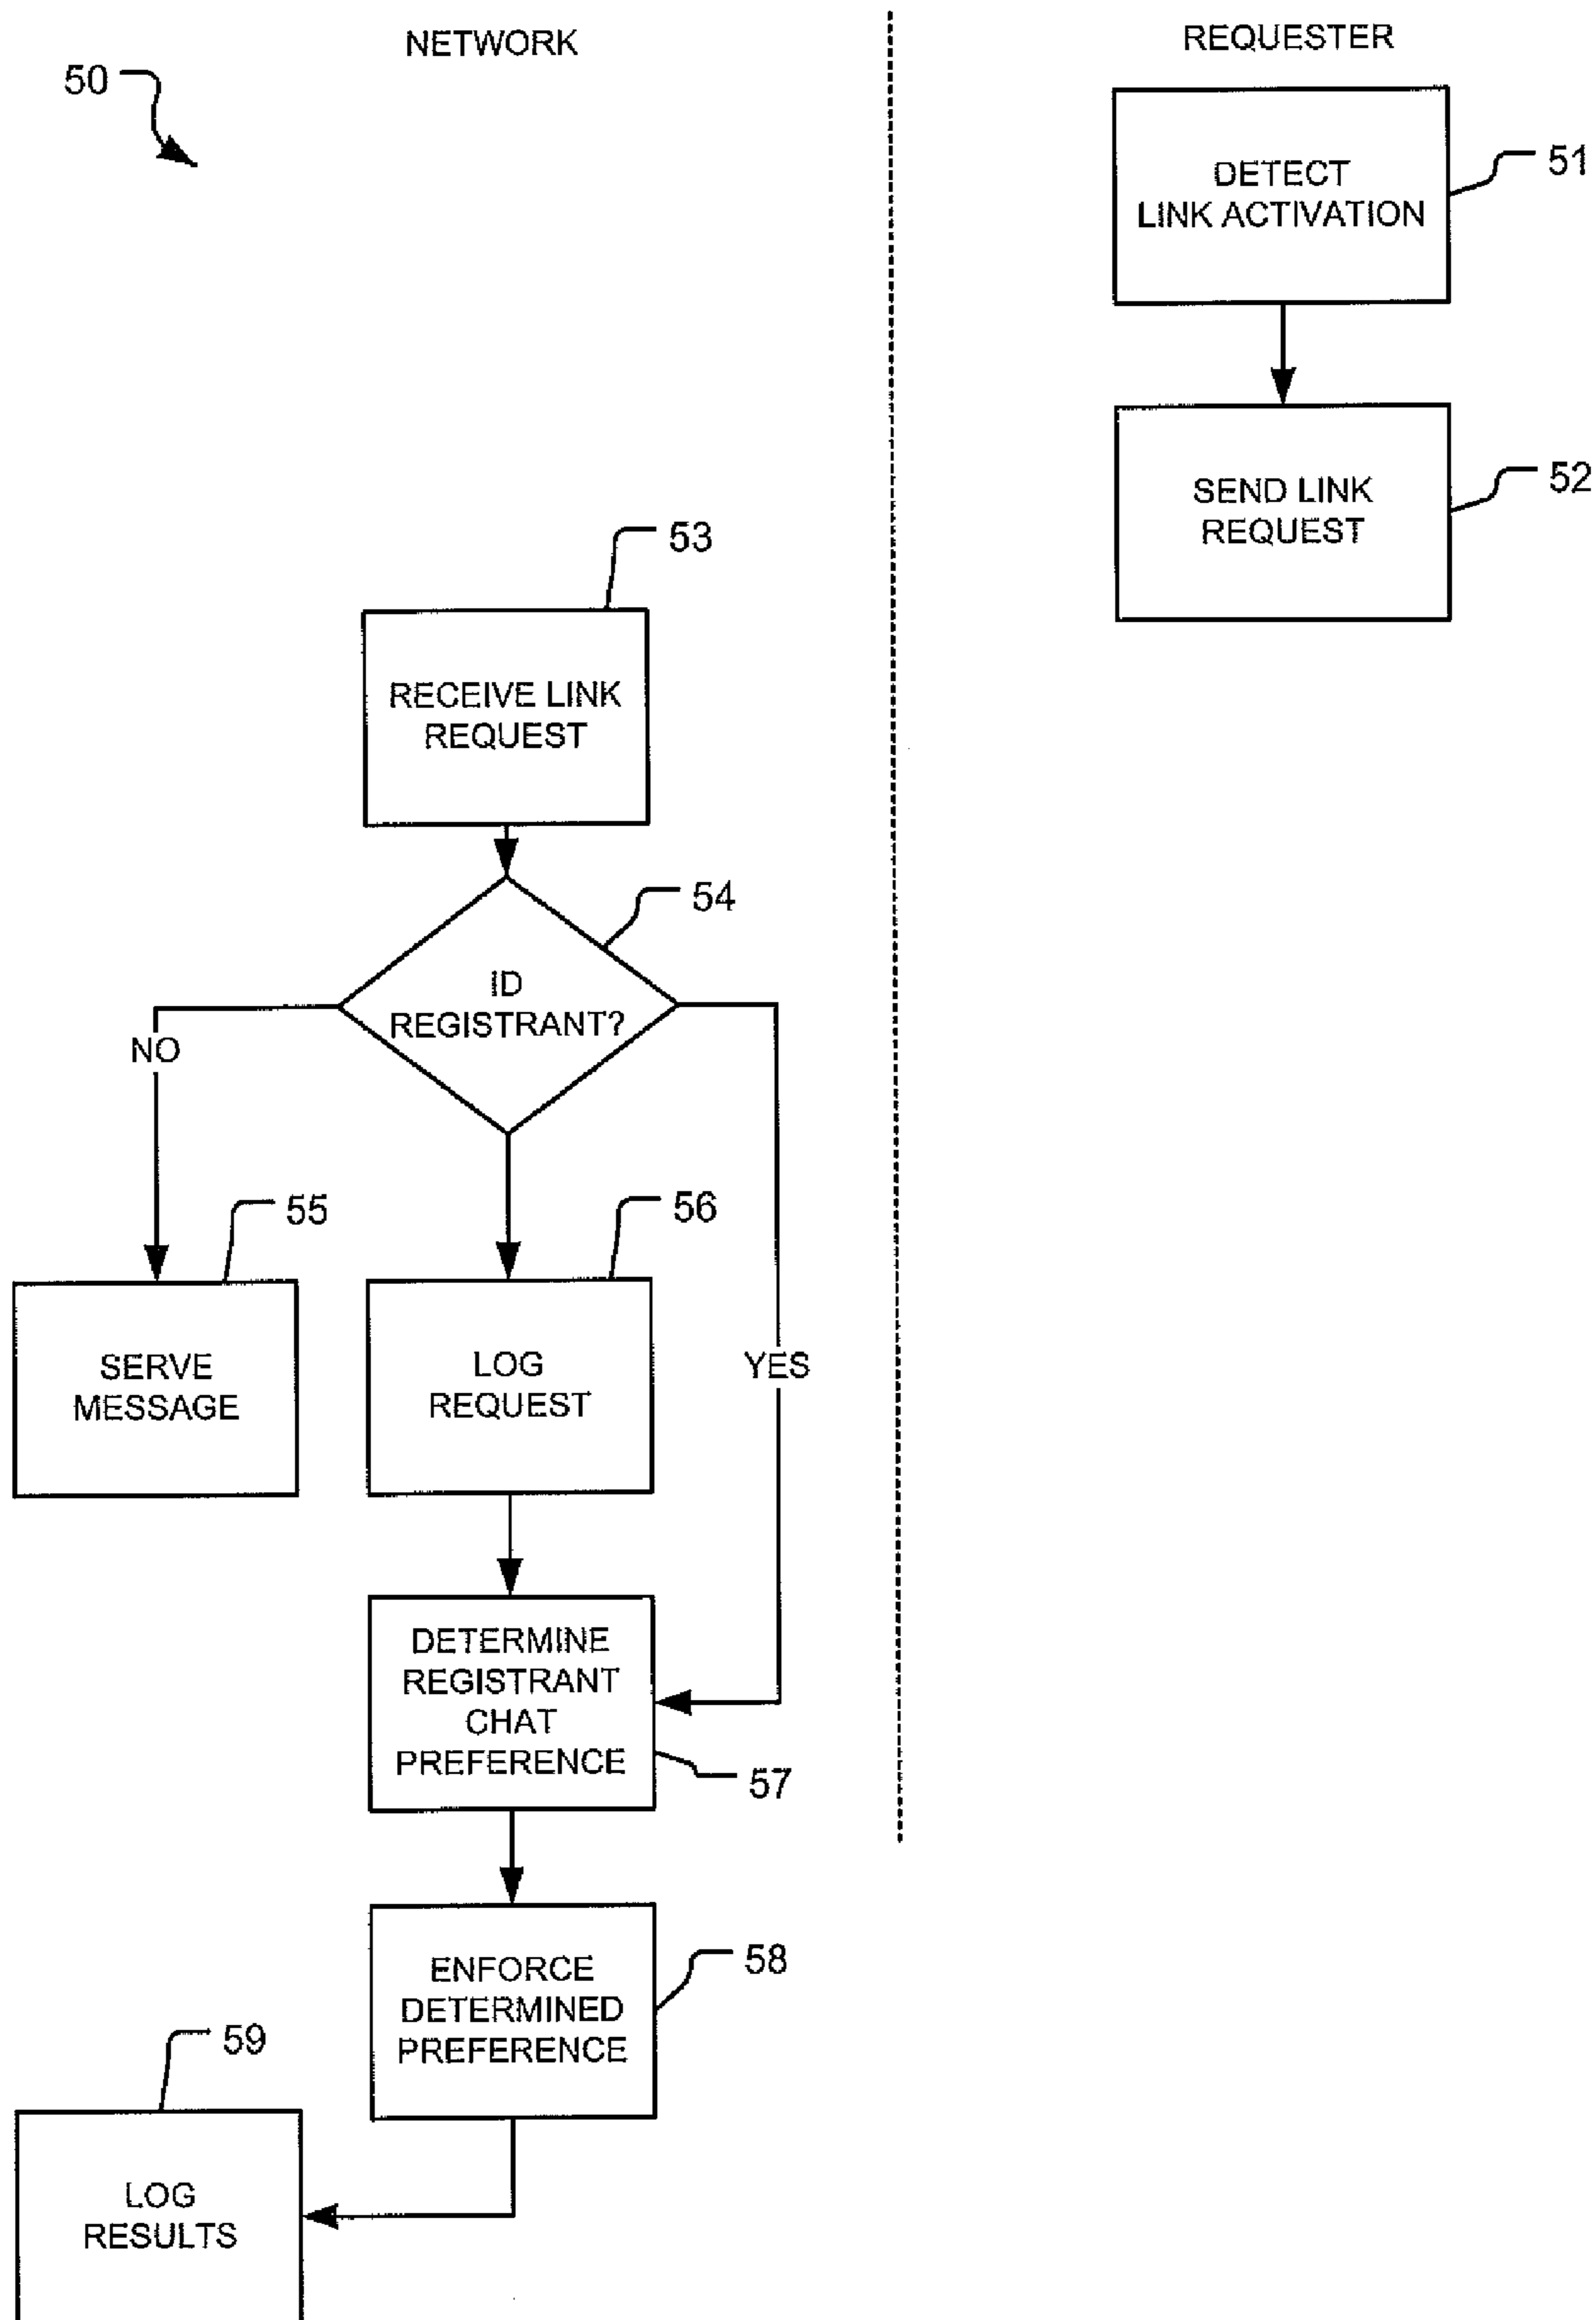 NETWORK
REQUESTER
50
DETECT
LINK ACTIVATION
51
SEND LINK
REQUEST
52
53
RECEIVE LINK
REQUEST
54
ID
REGISTRANT?
NO
YES
55
SERVE
MESSAGE
56
LOG
REQUEST
DETERMINE
REGISTRANT
CHAT
PREFERENCE
57
ENFORCE
DETERMINED
PREFERENCE
58
59
LOG
RESULTS